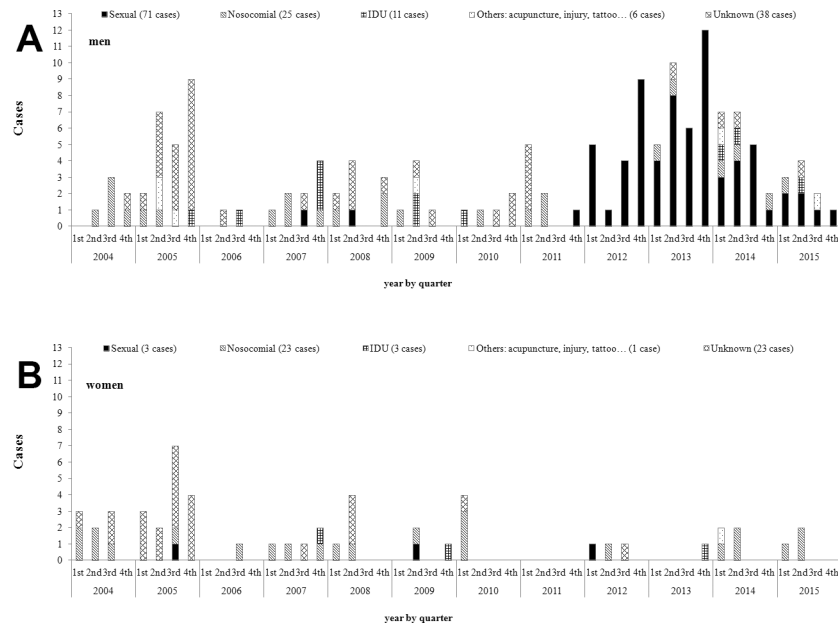 A
men
Sexual (71 cases) Nosocomial (25 cases) IDU (11 cases) Others: acupuncture, injury, tattoo… (6 cases) Unknown (38 cases)
Cases
13
12
11
10
9
8
7
6
5
4
3
2
1
0
1st 2nd 3rd 4th 1st 2nd 3rd 4th 1st 2nd 3rd 4th 1st 2nd 3rd 4th 1st 2nd 3rd 4th 1st 2nd 3rd 4th 1st 2nd 3rd 4th 1st 2nd 3rd 4th 1st 2nd 3rd 4th 1st 2nd 3rd 4th 1st 2nd 3rd 4th 1st 2nd 3rd 4th
2004 2005 2006 2007 2008 2009 2010 2011 2012 2013 2014 2015
year by quarter
B
women
Sexual (3 cases) Nosocomial (23 cases) IDU (3 cases) Others: acupuncture, injury, tattoo… (1 case) Unknown (23 cases)
Cases
13
12
11
10
9
8
7
6
5
4
3
2
1
0
1st 2nd 3rd 4th 1st 2nd 3rd 4th 1st 2nd 3rd 4th 1st 2nd 3rd 4th 1st 2nd 3rd 4th 1st 2nd 3rd 4th 1st 2nd 3rd 4th 1st 2nd 3rd 4th 1st 2nd 3rd 4th 1st 2nd 3rd 4th 1st 2nd 3rd 4th 1st 2nd 3rd 4th
2004 2005 2006 2007 2008 2009 2010 2011 2012 2013 2014 2015
year by quarter